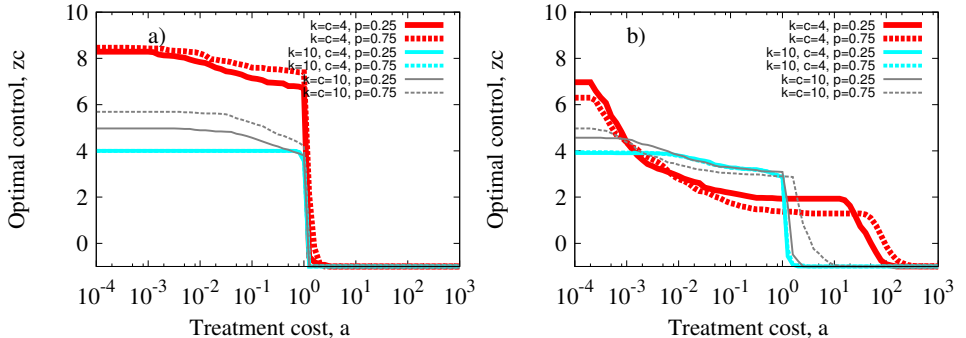 a)
k=c=4, p=0.25
k=c=4, p=0.75
k=10, c=4, p=0.25
k=10, c=4, p=0.75
k=c=10, p=0.25
k=c=10, p=0.75
Optimal control, zc
8
6
4
2
0
10^-4 10^-3 10^-2 10^-1 10^0 10^1 10^2 10^3
Treatment cost, a
b)
k=c=4, p=0.25
k=c=4, p=0.75
k=10, c=4, p=0.25
k=10, c=4, p=0.75
k=c=10, p=0.25
k=c=10, p=0.75
Optimal control, zc
8
6
4
2
0
10^-4 10^-3 10^-2 10^-1 10^0 10^1 10^2 10^3
Treatment cost, a